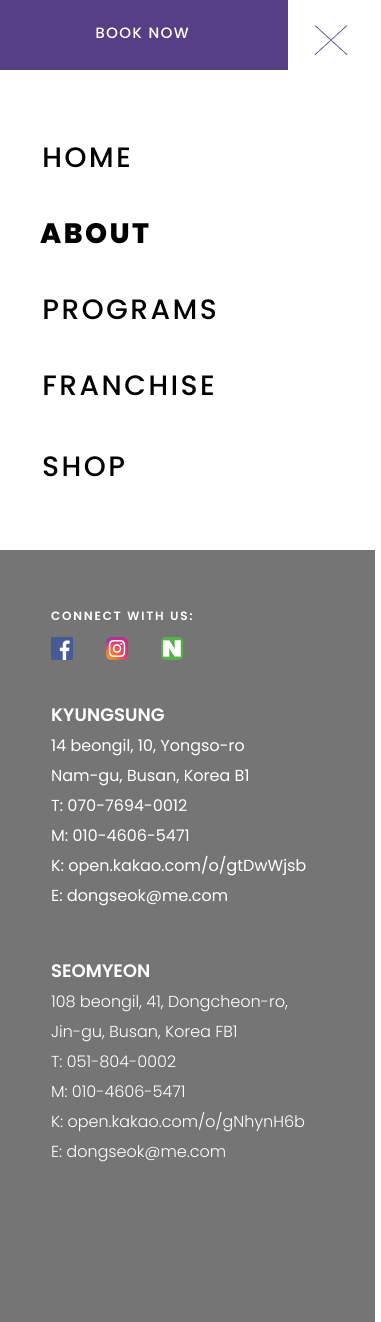 BOOK NOW
HOME
ABOUT
PROGRAMS
FRANCHISE
SHOP
CONNECT WITH US:
KYUNGSUNG
14 beongil, 10, Yongso-ro
Nam-gu, Busan, Korea B1
T: 070-7694-0012
M: 010-4606-5471
K: open.kakao.com/o/gtDwWjsb
E: dongseok@me.com
SEOMYEON
108 beongil, 41, Dongcheon-ro,
Jin-gu, Busan, Korea FB1
T: 051-804-0002
M: 010-4606-5471
K: open.kakao.com/o/gNhynH6b
E: dongseok@me.com